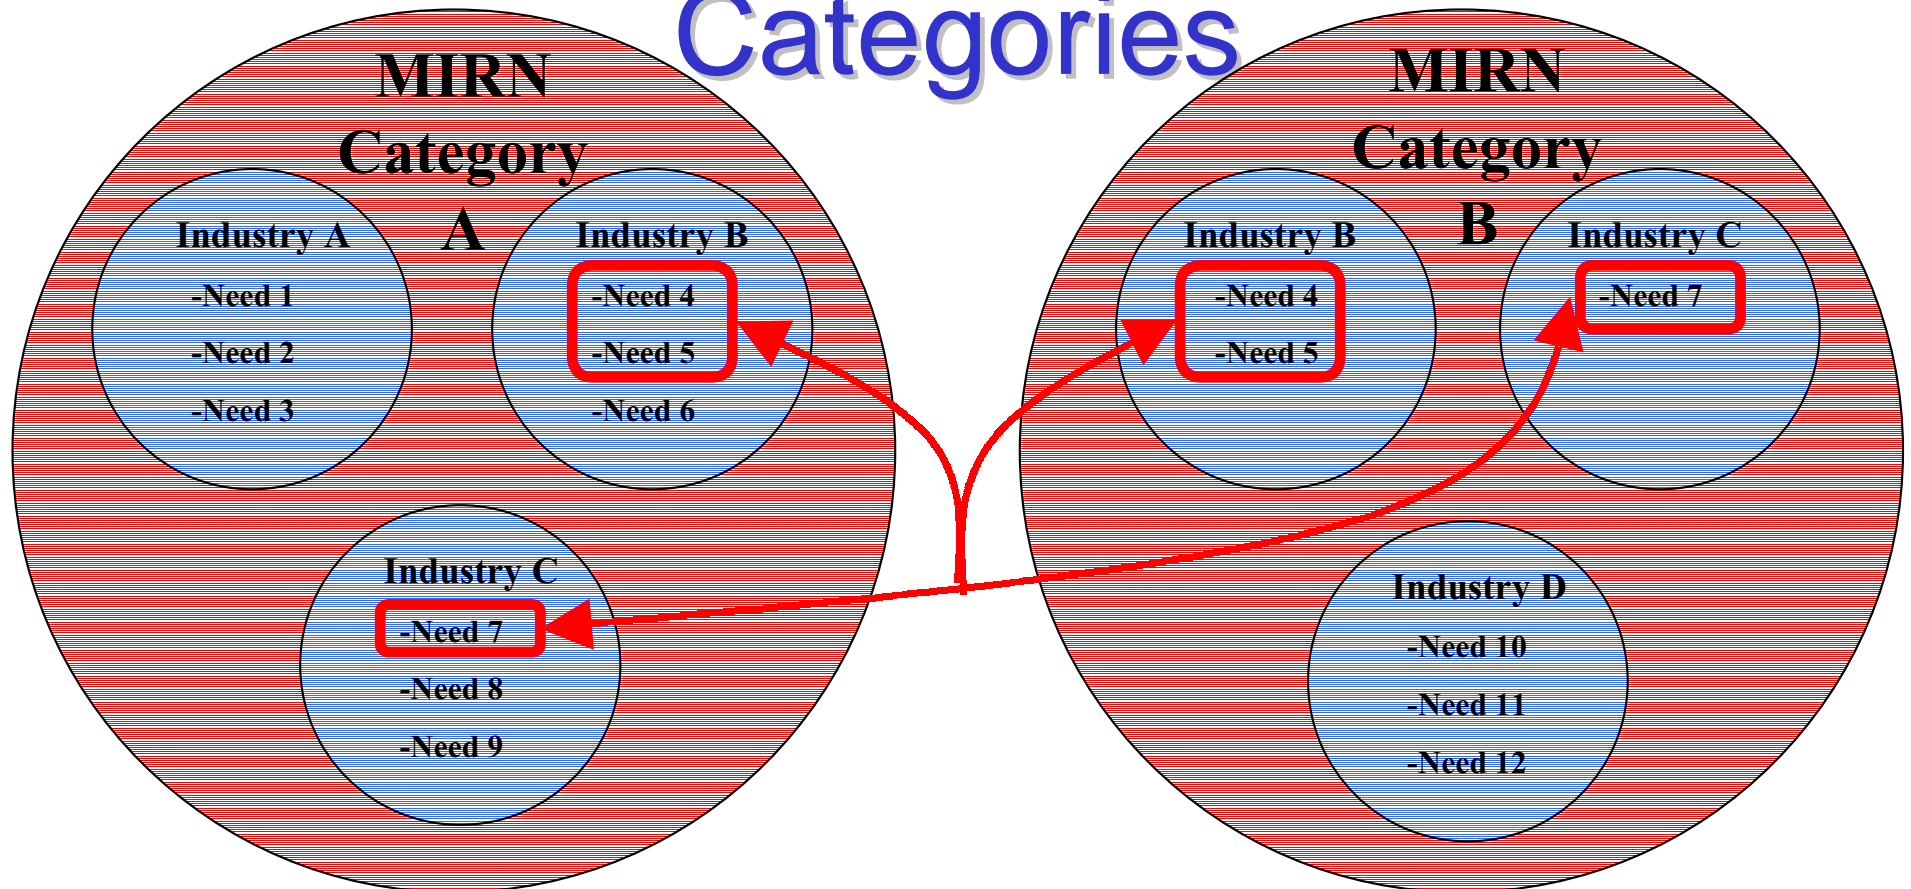 Categories
MIRN
Category
A
Industry A
-Need 1
-Need 2
-Need 3
Industry B
-Need 4
-Need 5
-Need 6
Industry C
-Need 7
-Need 8
-Need 9
MIRN
Category
B
Industry B
-Need 4
-Need 5
Industry C
-Need 7
Industry D
-Need 10
-Need 11
-Need 12